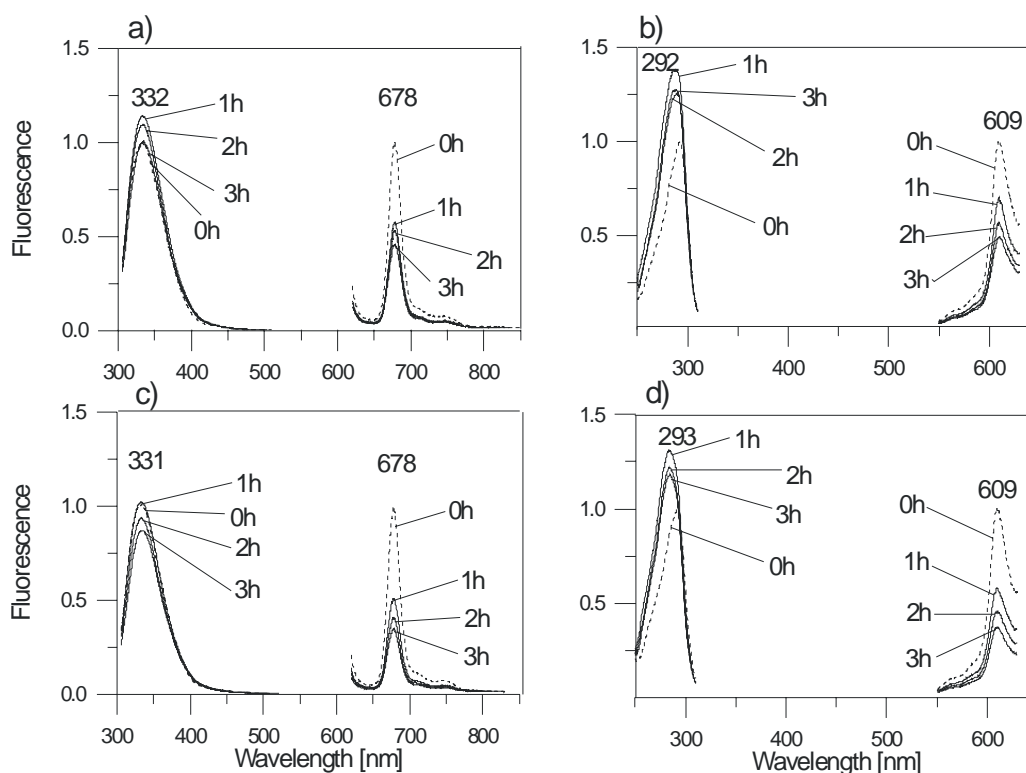 a)
b)
1.5
332
678
1h
2h
3h
0h
0h
1h
2h
3h
1.0
0.5
0.0
Fluorescence
300 400 500 600 700 800
1.5
292
1h
3h
2h
0h
609
0h
1h
2h
3h
1.0
0.5
300 400 500 600
c)
d)
1.5
331
678
1h
0h
2h
3h
0h
1h
2h
3h
1.0
0.5
0.0
Fluorescence
300 400 500 600 700 800
Wavelength [nm]
1.5
293
1h
2h
3h
0h
609
0h
1h
2h
3h
1.0
0.5
300 400 500 600
Wavelength [nm]